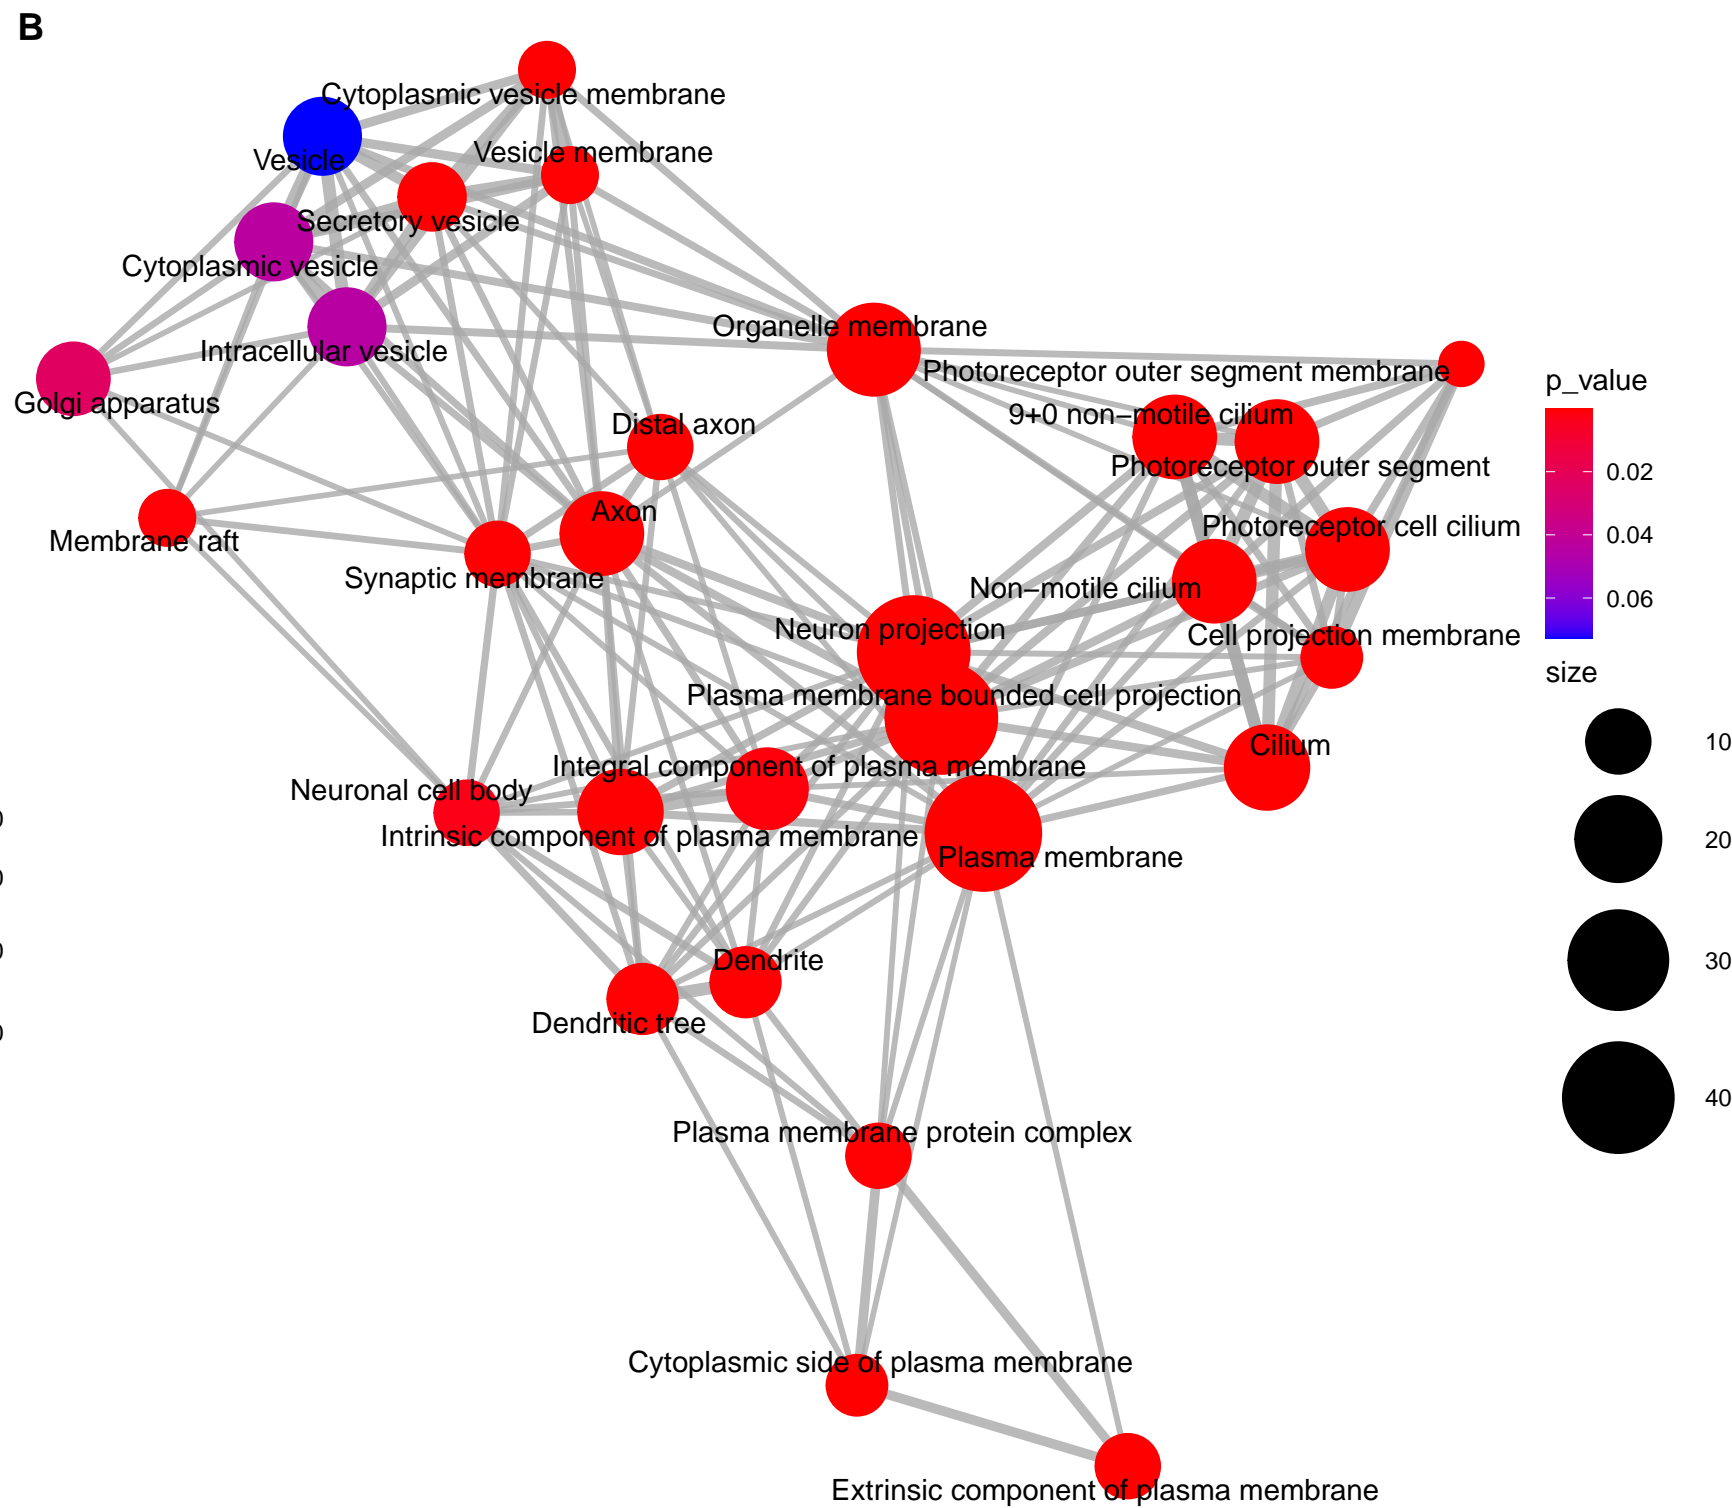 B
Cytoplasmic vesicle membrane
Vesicle membrane
Vesicle
Secretory vesicle
Cytoplasmic vesicle
Organelle membrane
Intracellular vesicle
Photoreceptor outer segment membrane
p_value
Golgi apparatus
9+0 non−motile cilium
Distal axon
Photoreceptor outer segment
0.02
Axon
Photoreceptor cell cilium
0.04
Membrane raft
Synaptic membrane
Non−motile cilium
0.06
Neuron projection
Cell projection membrane
size
Plasma membrane bounded cell projection
10
Cilium
Integral component of plasma membrane
Neuronal cell body
0
Intrinsic component of plasma membrane
20
Plasma membrane
0
0
Dendrite
30
Dendritic tree
0
40
Plasma membrane protein complex
Cytoplasmic side of plasma membrane
Extrinsic component of plasma membrane